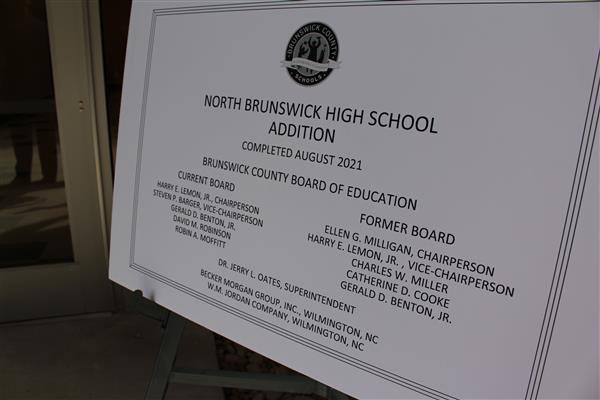 BRUNSWICK COUNTY
SCHOOLS
NORTH BRUNSWICK HIGH SCHOOL
ADDITION
COMPLETED AUGUST 2021
BRUNSWICK COUNTY BOARD OF EDUCATION
CURRENT BOARD
HARRY E. LEMON, JR., CHAIRPERSON
STEVEN P. BARGER, VICE-CHAIRPERSON
GERALD D. BENTON, JR.
DAVID M. ROBINSON
ROBIN A. MOFFITT
FORMER BOARD
ELLEN G. MILLIGAN, CHAIRPERSON
HARRY E. LEMON, JR. , VICE-CHAIRPERSON
CHARLES W. MILLER
CATHERINE D. COOKE
GERALD D. BENTON, JR.
DR. JERRY L. OATES, SUPERINTENDENT
BECKER MORGAN GROUP, INC., WILMINGTON, NC
W.M. JORDAN COMPANY, WILMINGTON, NC